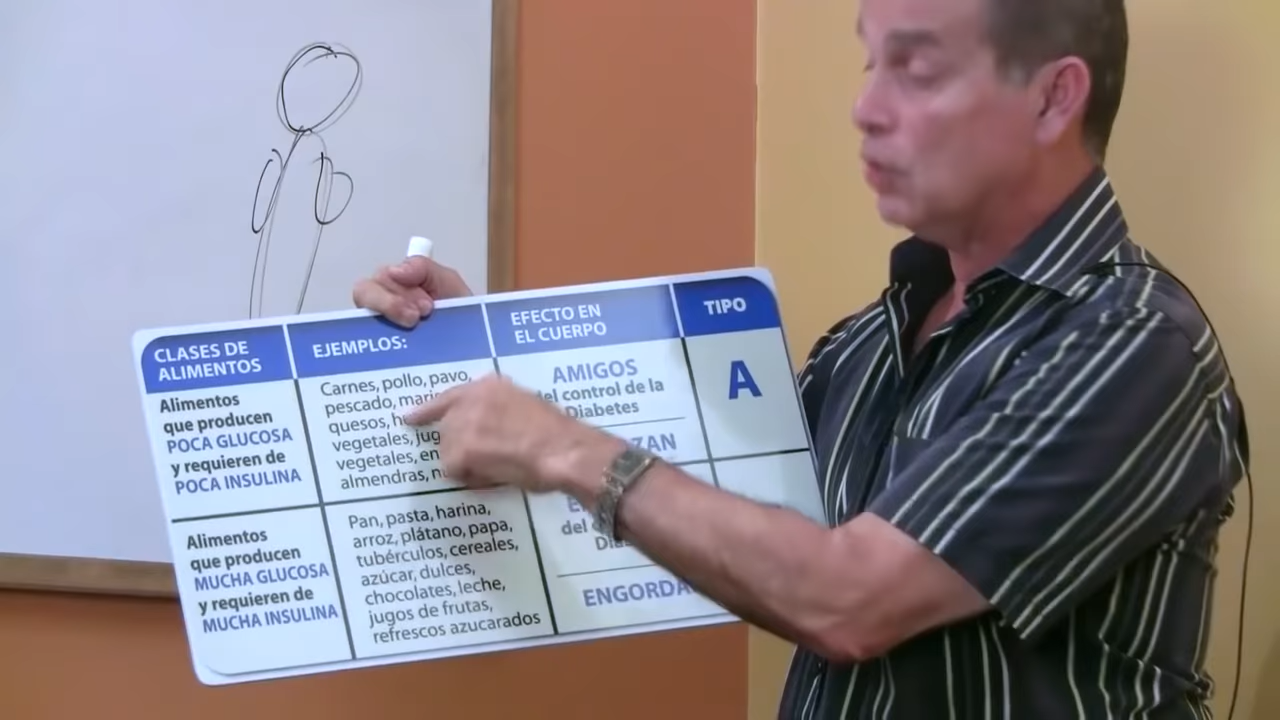 CLASES DE
ALIMENTOS
EJEMPLOS:
EFECTO EN
EL CUERPO
TIPO
Alimentos
que producen
POCA GLUCOSA
y requieren de
POCA INSULINA
Carnes, pollo, pavo,
pescado,
quesos,
vegetales,
vegetales,
almendras,
AMIGOS
del control de la
Diabetes
A
Alimentos
que producen
MUCHA GLUCOSA
y requieren de
MUCHA INSULINA
Pan, pasta, harina,
arroz, plátano, papa,
tubérculos, cereales,
azúcar, dulces,
chocolates, leche,
jugos de frutas,
refrescos azucarados
del